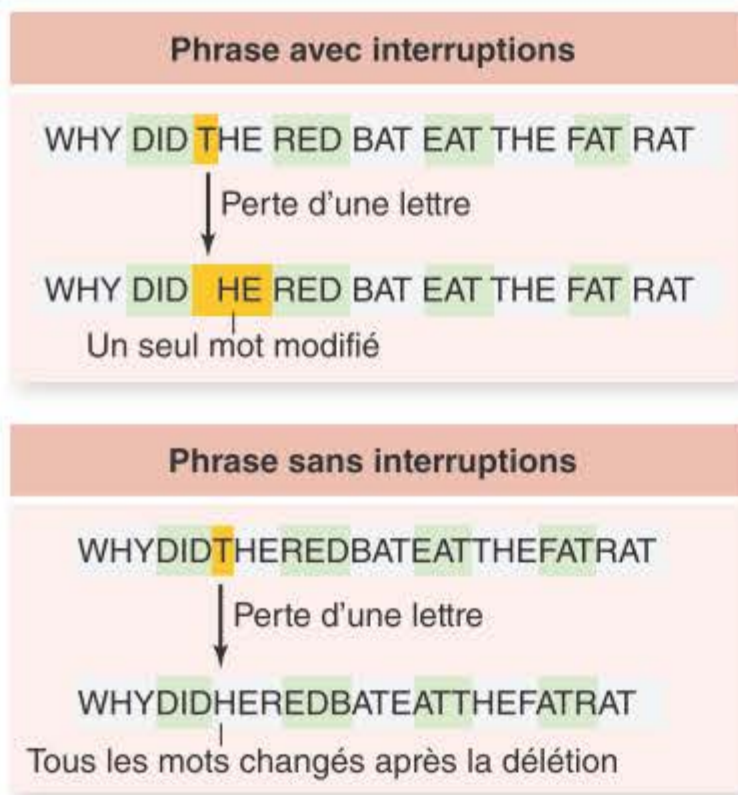 Phrase avec interruptions
WHY DID THE RED BAT EAT THE FAT RAT
Perte d'une lettre
WHY DID HE RED BAT EAT THE FAT RAT
Un seul mot modifié
Phrase sans interruptions
WHYDIDTHEREDBATEATTHEFATRAT
Perte d'une lettre
WHYDIDHEREDBATEATTHEFATRAT
Tous les mots changés après la délétion